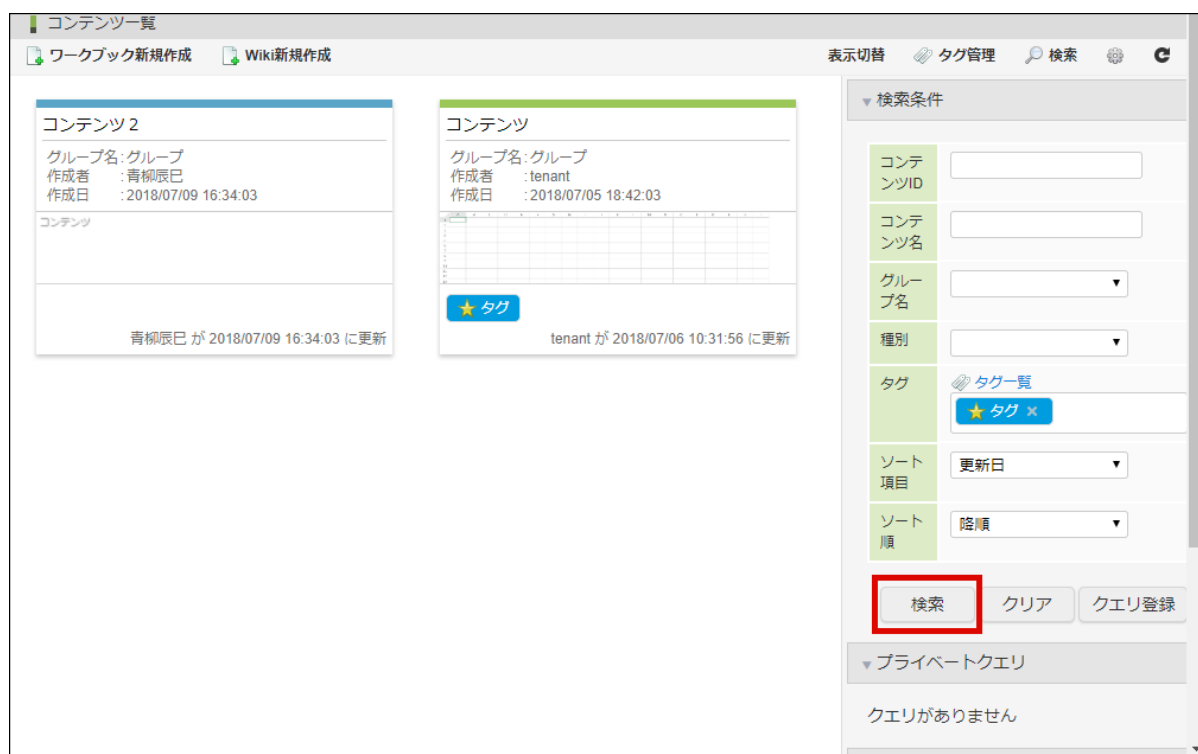 コンテンツ一覧
ワークブック新規作成 Wiki新規作成 表示切替 タグ管理 検索
コンテンツ 2
グループ名:グループ
作成者 :青柳辰巳
作成日 :2018/07/09 16:34:03
コンテンツ
青柳辰巳 が 2018/07/09 16:34:03 に更新
コンテンツ
グループ名:グループ
作成者 :tenant
作成日 :2018/07/05 18:42:03
タグ
tenant が 2018/07/06 10:31:56 に更新
検索条件
コンテ
ンツID
コンテ
ンツ名
グルー
プ名
種別
タグ タグ一覧
タグ ×
ソート
項目 更新日
ソート
順 降順
検索 クリア クエリ登録
プライベートクエリ
クエリがありません